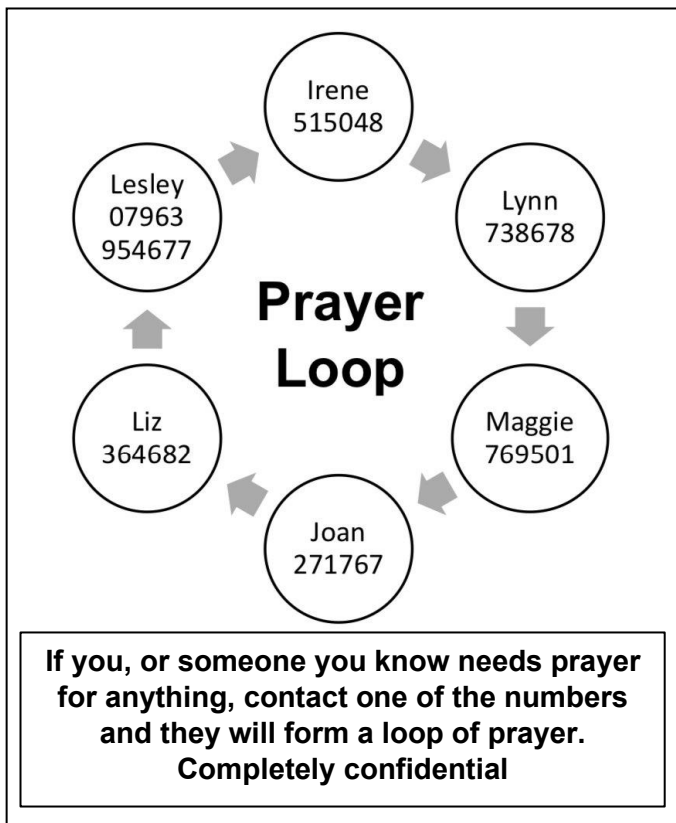 Irene
515048
Lynn
738678
Maggie
769501
Joan
271767
Liz
364682
Lesley
07963
954677
Prayer
Loop
If you, or someone you know needs prayer
for anything, contact one of the numbers
and they will form a loop of prayer.
Completely confidential